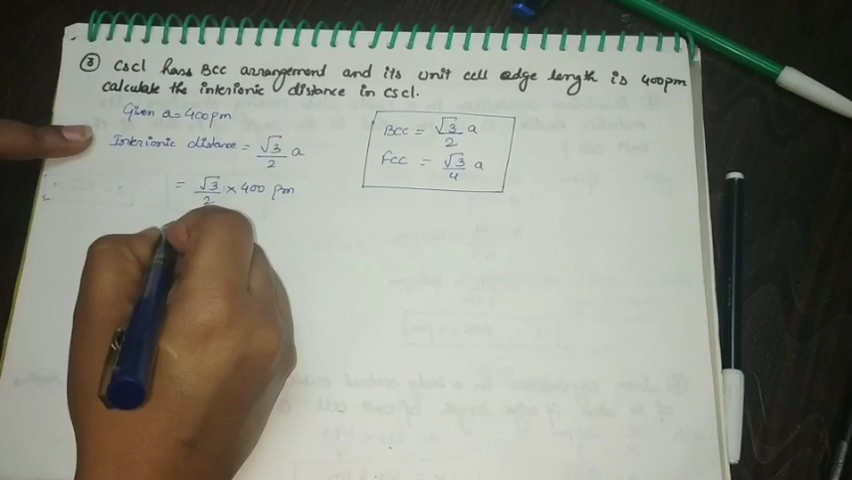 ③ CsCl has BCC arrangement and its unit cell edge length is 400pm
calculate the interionic distance in cscl.
Given a = 400pm
Interionic distance = √3/2 a
= √3/2 × 400 pm
BCC = √3/2 a
FCC = √3/4 a